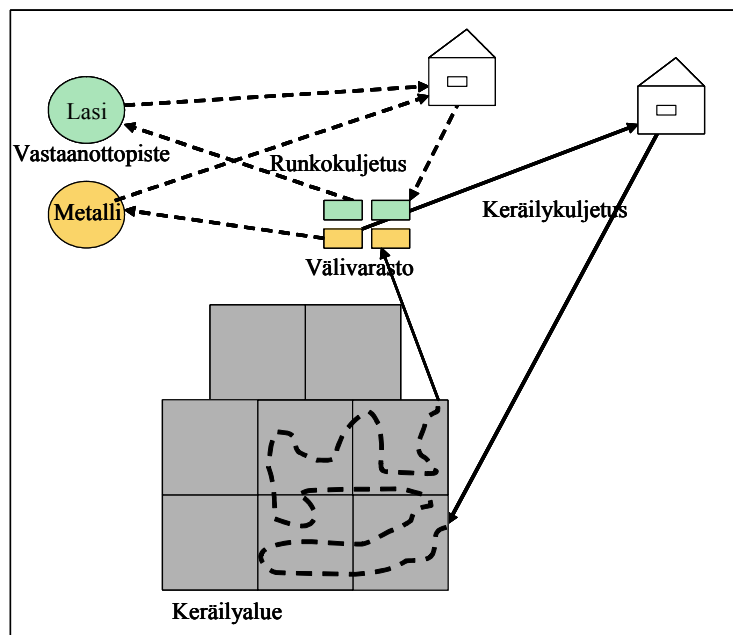 Lasi
Vastaanottopiste
Runkokuljetus
Metalli
Keräilykuljetus
Välivarasto
Keräilyalue